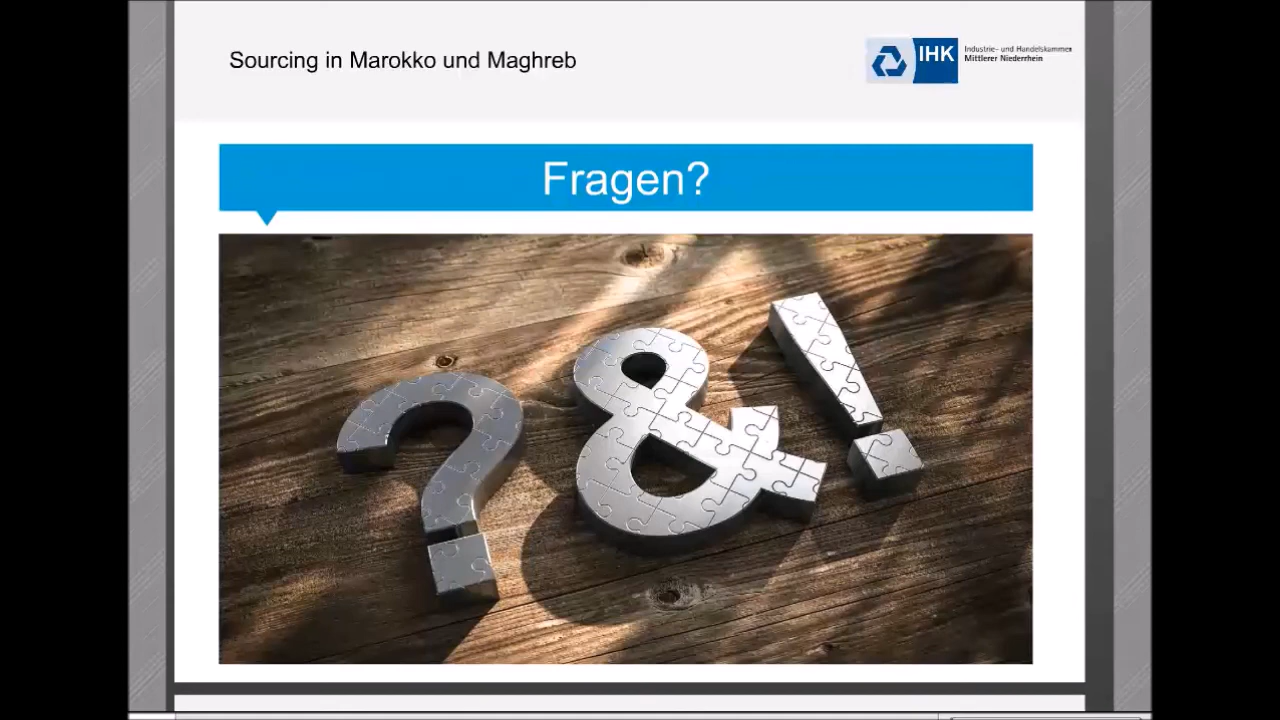 Sourcing in Marokko und Maghreb
IHK
Industrie- und Handelskammer
Mittlerer Niederrhein
Fragen?
? & !